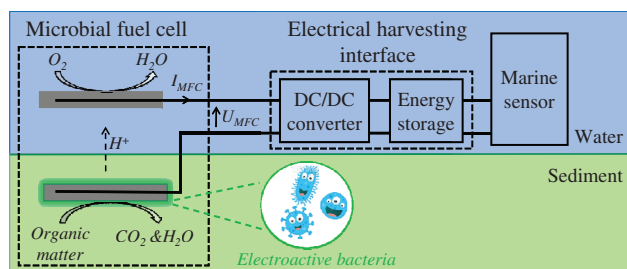 Microbial fuel cell
Electrical harvesting
interface
O2
H2O
IMFC
UMFC
DC/DC
converter
Energy
storage
Marine
sensor
Water
H+
Sediment
Organic
matter
CO2 &H2O
Electroactive bacteria